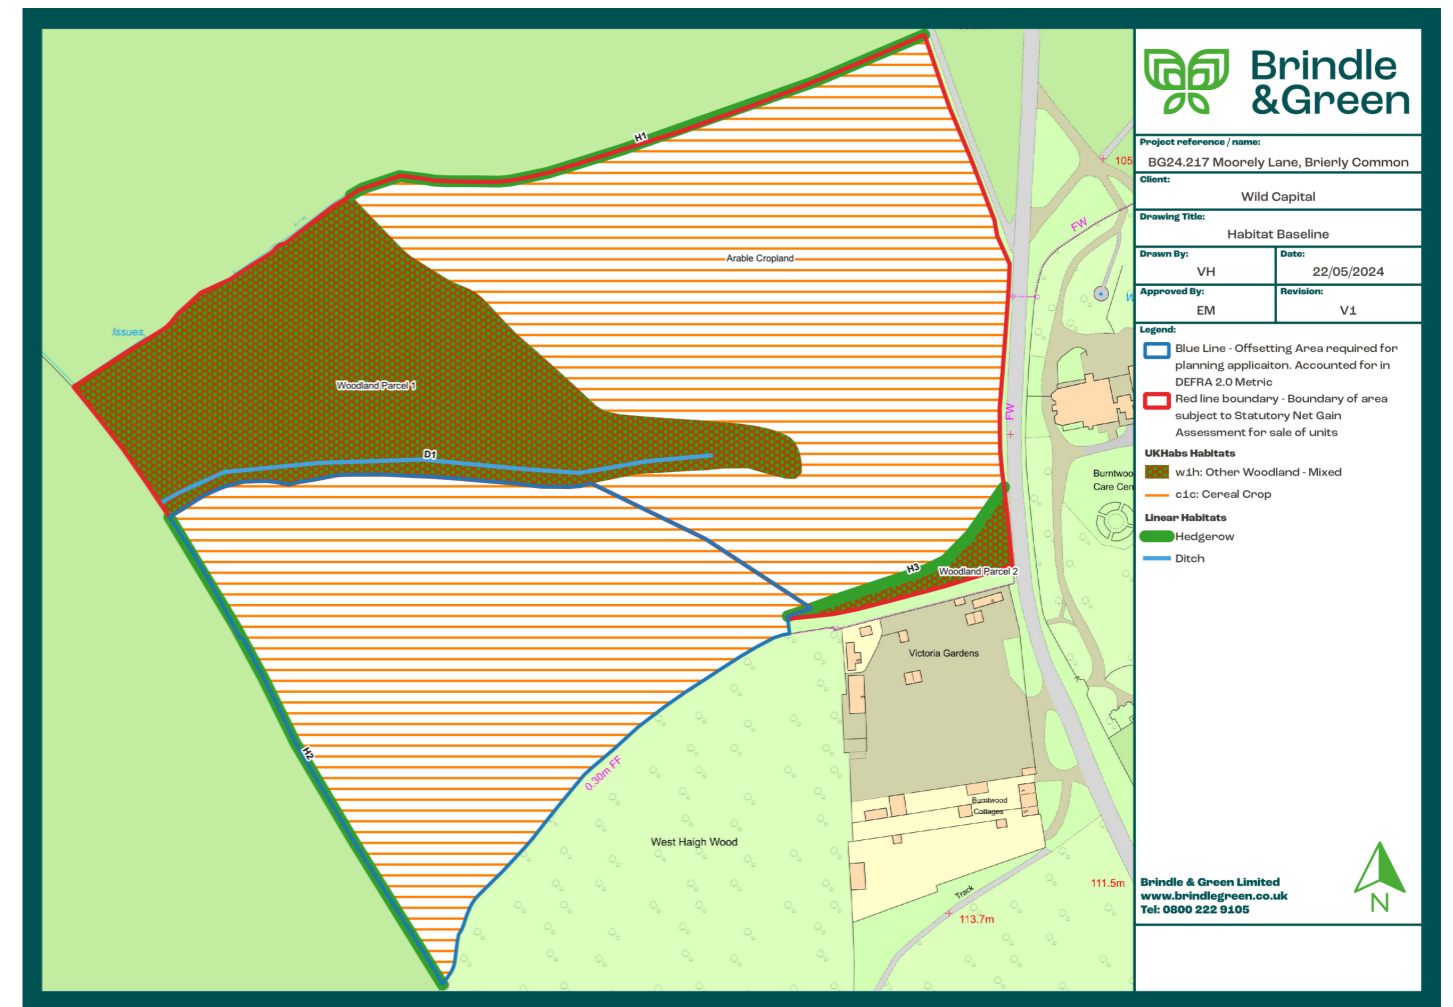 H1
105
FW
Arable Cropland
Issues
Woodland Parcel 1
FW
D1
Burntwoo
Care Cen
H3
Woodland Parcel 2
Victoria Gardens
H2
0.30m FF
Burntwood
Cottages
West Haigh Wood
Track
111.5m
113.7m
Brindle
&Green
Project reference / name:
BG24.217 Moorely Lane, Brierly Common
Client:
Wild Capital
Drawing Title:
Habitat Baseline
Drawn By:
VH
Date:
22/05/2024
Approved By:
EM
Revision:
V1
Legend:
Blue Line - Offsetting Area required for
planning applicaiton. Accounted for in
DEFRA 2.0 Metric
Red line boundary - Boundary of area
subject to Statutory Net Gain
Assessment for sale of units
UKHabs Habitats
w1h: Other Woodland - Mixed
c1c: Cereal Crop
Linear Habitats
Hedgerow
Ditch
Brindle & Green Limited
www.brindlegreen.co.uk
Tel: 0800 222 9105
N